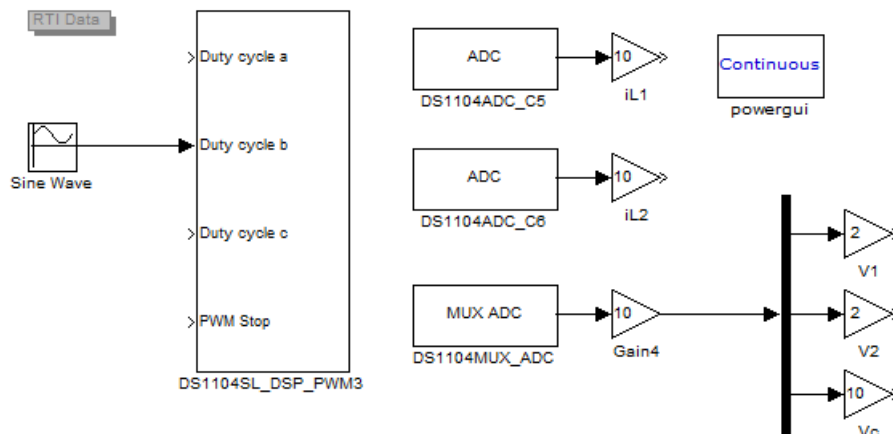 RTI Data
Duty cycle a
Duty cycle b
Duty cycle c
PWM Stop
DS1104SL_DSP_PWM3
Sine Wave
ADC
DS1104ADC_C5
10
iL1
ADC
DS1104ADC_C6
10
iL2
MUX ADC
DS1104MUX_ADC
10
Gain4
Continuous
powergui
2
V1
2
V2
10
Vc